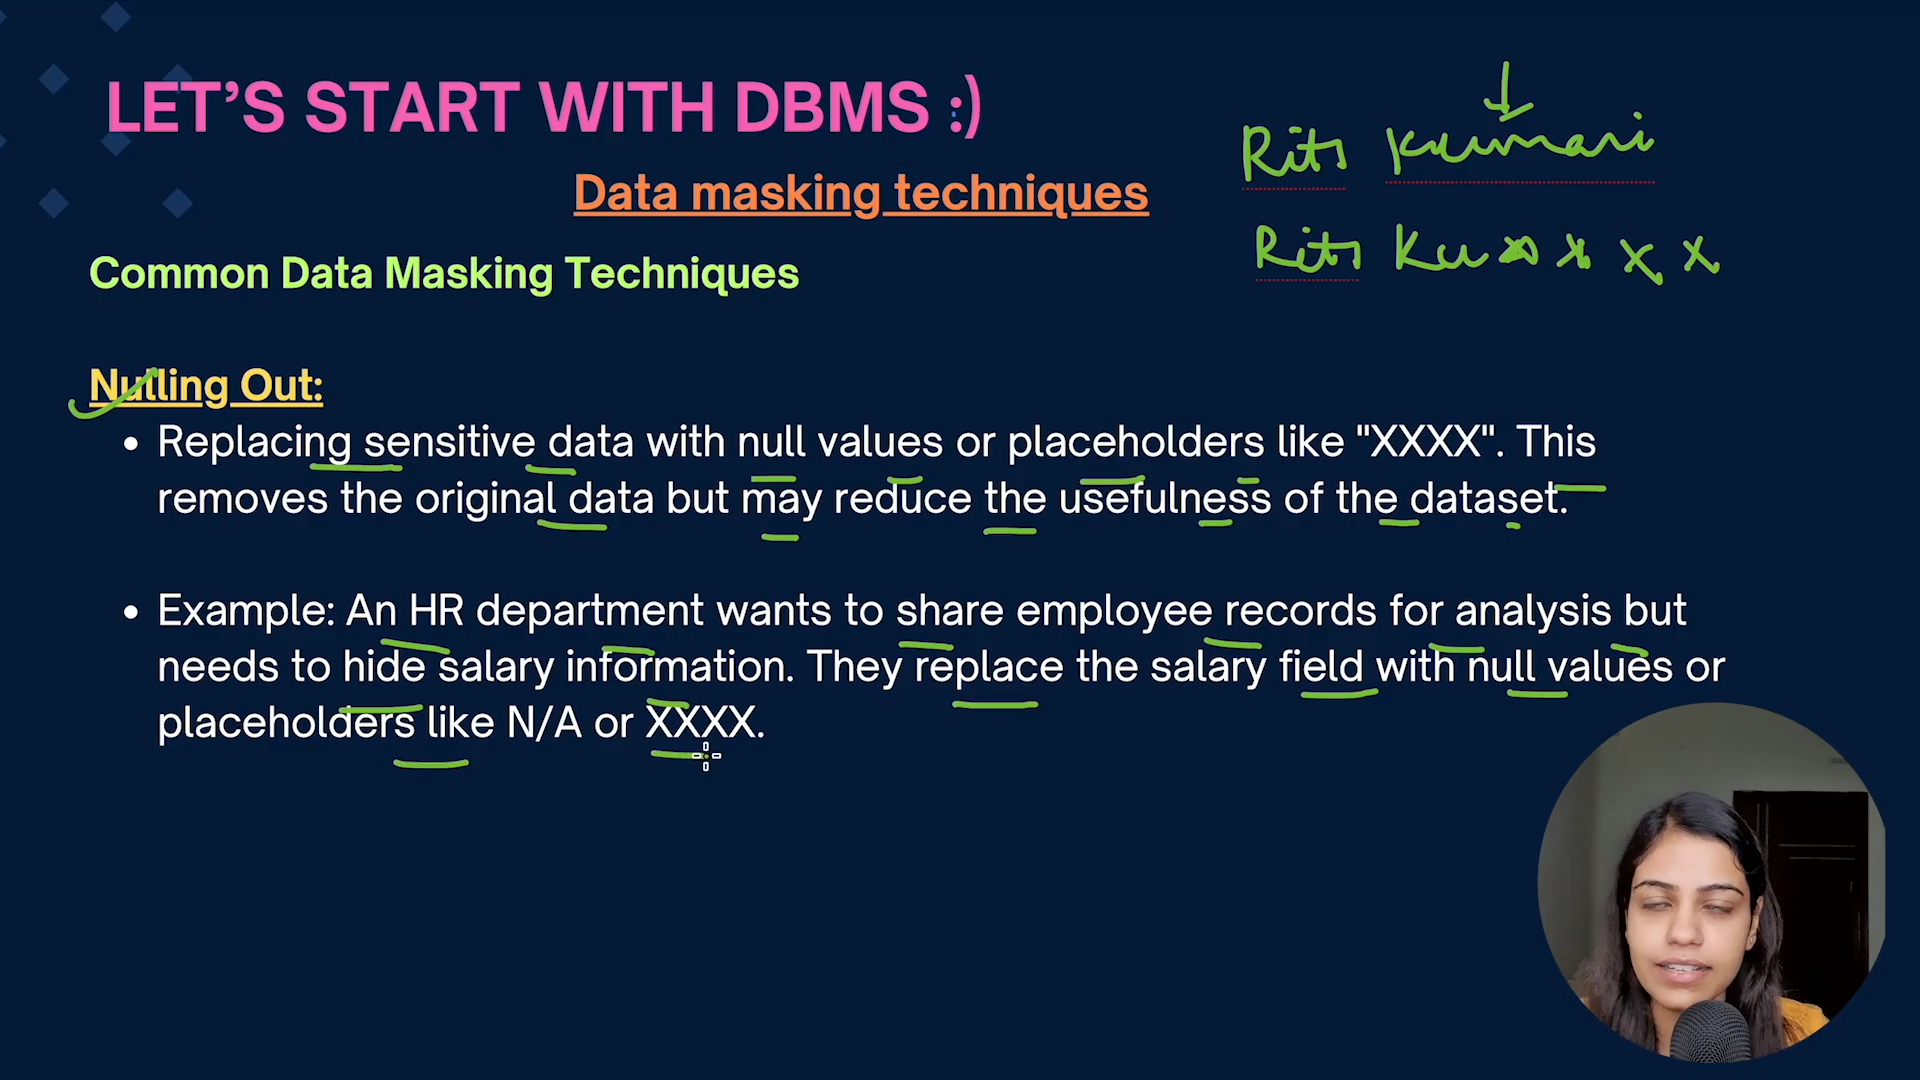 LET'S START WITH DBMS :)
Data masking techniques
Common Data Masking Techniques
Nulling Out:
• Replacing sensitive data with null values or placeholders like "XXXX". This
removes the original data but may reduce the usefulness of the dataset.
• Example: An HR department wants to share employee records for analysis but
needs to hide salary information. They replace the salary field with null values or
placeholders like N/A or XXXX.
Kumari
Ku x x x x